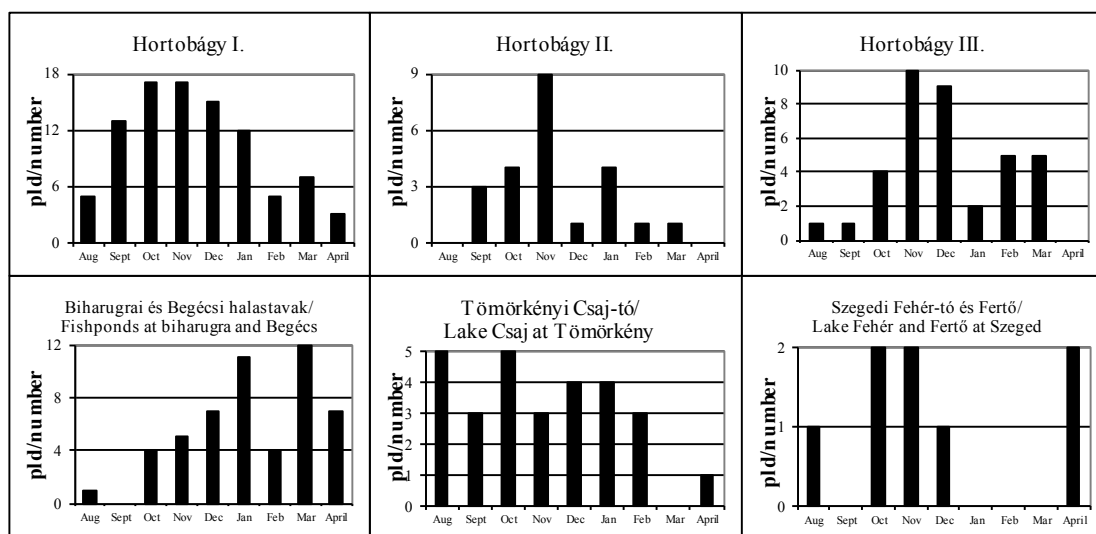 Hortobágy I.
pld/number
18
12
6
0
Aug Sept Oct Nov Dec Jan Feb Mar April
Hortobágy II.
pld/number
9
6
3
0
Aug Sept Oct Nov Dec Jan Feb Mar April
Hortobágy III.
pld/number
10
8
6
4
2
0
Aug Sept Oct Nov Dec Jan Feb Mar April
Biharugrai és Begécsi halastavak/
Fishponds at biharugra and Begécs
pld/number
12
8
4
0
Aug Sept Oct Nov Dec Jan Feb Mar April
Tömörkényi Csaj-tó/
Lake Csaj at Tömörkény
pld/number
5
4
3
2
1
0
Aug Sept Oct Nov Dec Jan Feb Mar April
Szegedi Fehér-tó és Fertő/
Lake Fehér and Fertő at Szeged
pld/number
2
1
0
Aug Sept Oct Nov Dec Jan Feb Mar April